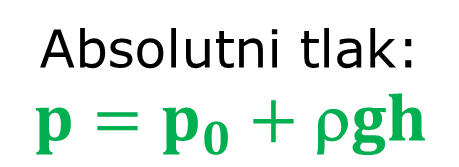 Absolutni tlak:
p = p₀ + ρgh